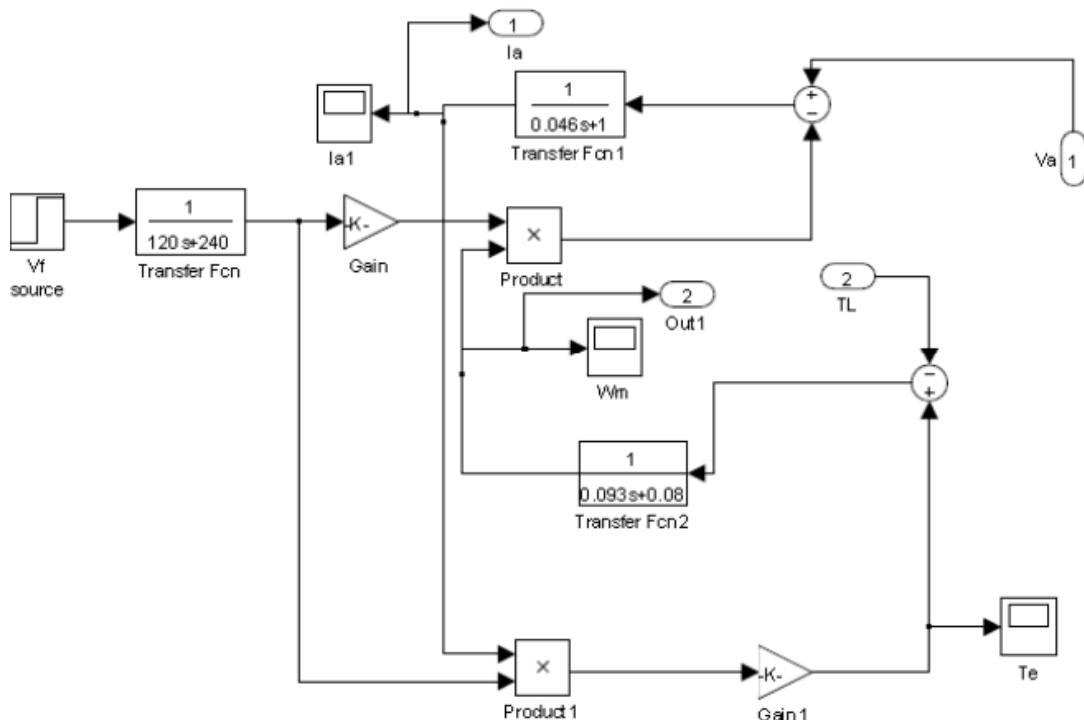 1
Ia
1
0.046s+1
Transfer Fcn1
+
−
Ia1
Va
1
1
120s+240
Transfer Fcn
Vf
source
-K-
Gain
×
Product
2
Out1
2
TL
Wm
−
+
1
0.093s+0.08
Transfer Fcn2
×
Product1
-K-
Gain1
Te